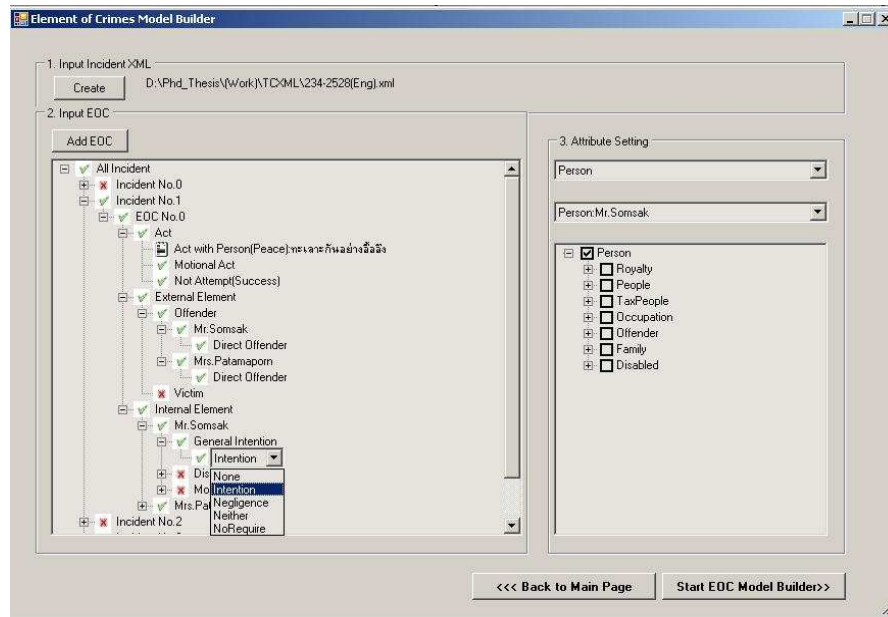 Element of Crimes Model Builder
1. Input Incident XML
Create
D:\Phd_Thesis\(Work)\TCXML\234-2528(Eng).xml
2. Input EOC
Add EOC
All Incident
Incident No.0
Incident No.1
EOC No.0
Act
Act with Person(Peace):ทะเลาะกันอย่างอื้ออึง
Motional Act
Not Attempt(Success)
External Element
Offender
Mr.Somsak
Direct Offender
Mrs.Patamaporn
Direct Offender
Victim
Internal Element
Mr.Somsak
General Intention
Intention
Dis
None
Mo
Intention
Mrs.Pa
Negligence
Neither
Incident No.2
NoRequire
3. Attribute Setting
Person
Person:Mr.Somsak
Person
Royalty
People
TaxPeople
Occupation
Offender
Family
Disabled
<<< Back to Main Page
Start EOC Model Builder>>